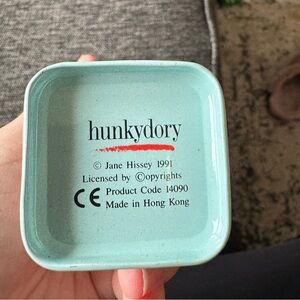 hunkydory
© Jane Hissey 1991
Licensed by ©opyrights
CE Product Code 14090
Made in Hong Kong